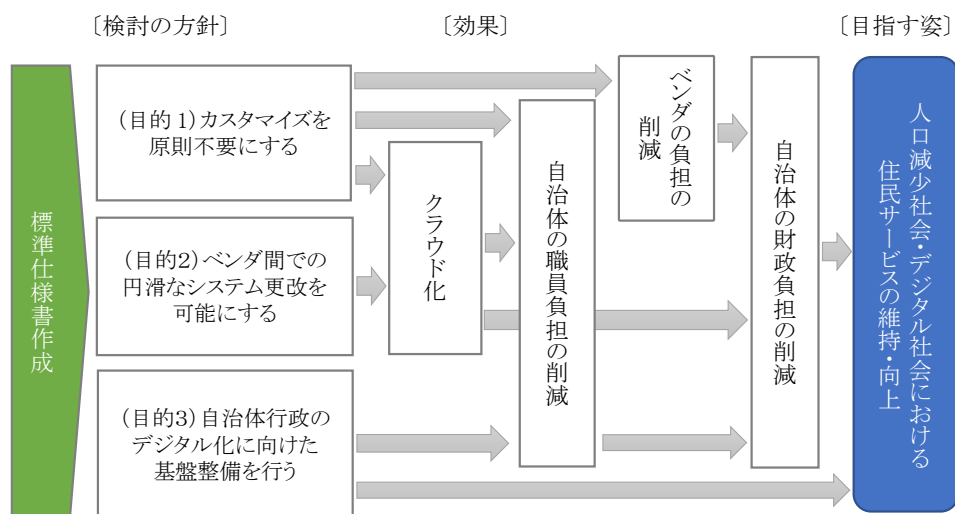 〔検討の方針〕
〔効果〕
〔目指す姿〕
標準仕様書作成
(目的1)カスタマイズを
原則不要にする
(目的2)ベンダ間での
円滑なシステム更改を
可能にする
(目的3)自治体行政の
デジタル化に向けた
基盤整備を行う
クラウド化
自治体の職員負担の削減
ベンダの負担の
削減
自治体の財政負担の削減
人口減少社会・デジタル社会における
住民サービスの維持・向上